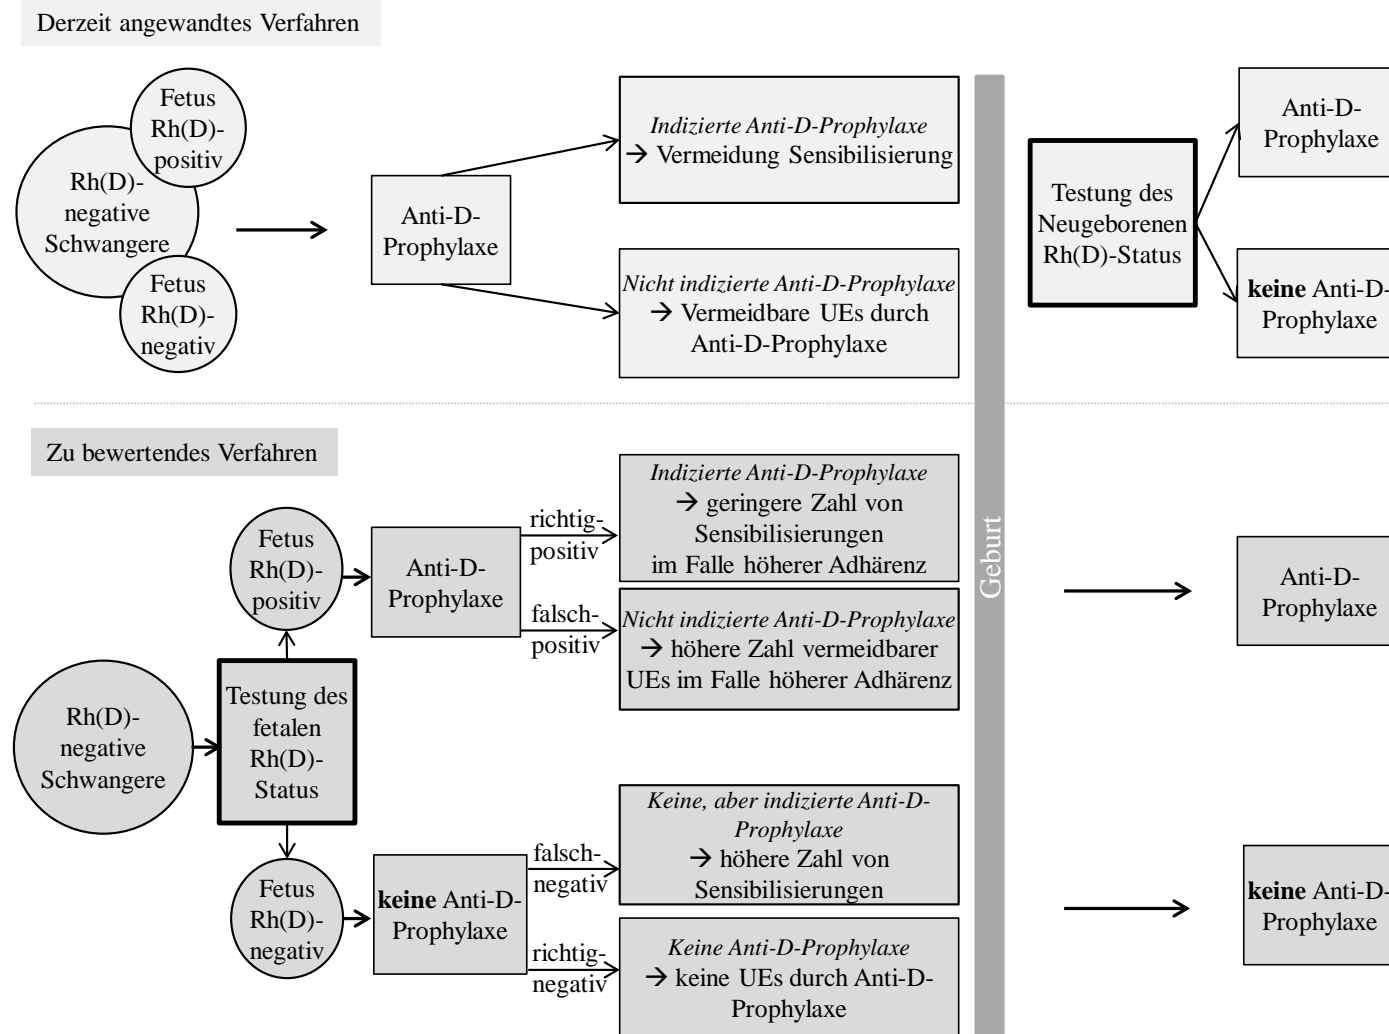 Derzeit angewandtes Verfahren
Fetus
Rh(D)-
positiv
Rh(D)-
negative
Schwangere
Fetus
Rh(D)-
negativ
Anti-D-
Prophylaxe
Indizierte Anti-D-Prophylaxe
→ Vermeidung Sensibilisierung
Nicht indizierte Anti-D-Prophylaxe
→ Vermeidbare UEs durch
Anti-D-Prophylaxe
Testung des
Neugeborenen
Rh(D)-Status
Anti-D-
Prophylaxe
keine Anti-D-
Prophylaxe
Geburt
Zu bewertendes Verfahren
Rh(D)-
negative
Schwangere
Testung des
fetalen
Rh(D)-
Status
Fetus
Rh(D)-
positiv
Anti-D-
Prophylaxe
richtig-
positiv
Indizierte Anti-D-Prophylaxe
→ geringere Zahl von
Sensibilisierungen
im Falle höherer Adhärenz
falsch-
positiv
Nicht indizierte Anti-D-Prophylaxe
→ höhere Zahl vermeidbarer
UEs im Falle höherer Adhärenz
Anti-D-
Prophylaxe
Fetus
Rh(D)-
negativ
keine Anti-D-
Prophylaxe
falsch-
negativ
Keine, aber indizierte Anti-D-
Prophylaxe
→ höhere Zahl von
Sensibilisierungen
richtig-
negativ
Keine Anti-D-Prophylaxe
→ keine UEs durch Anti-D-
Prophylaxe
keine Anti-D-
Prophylaxe